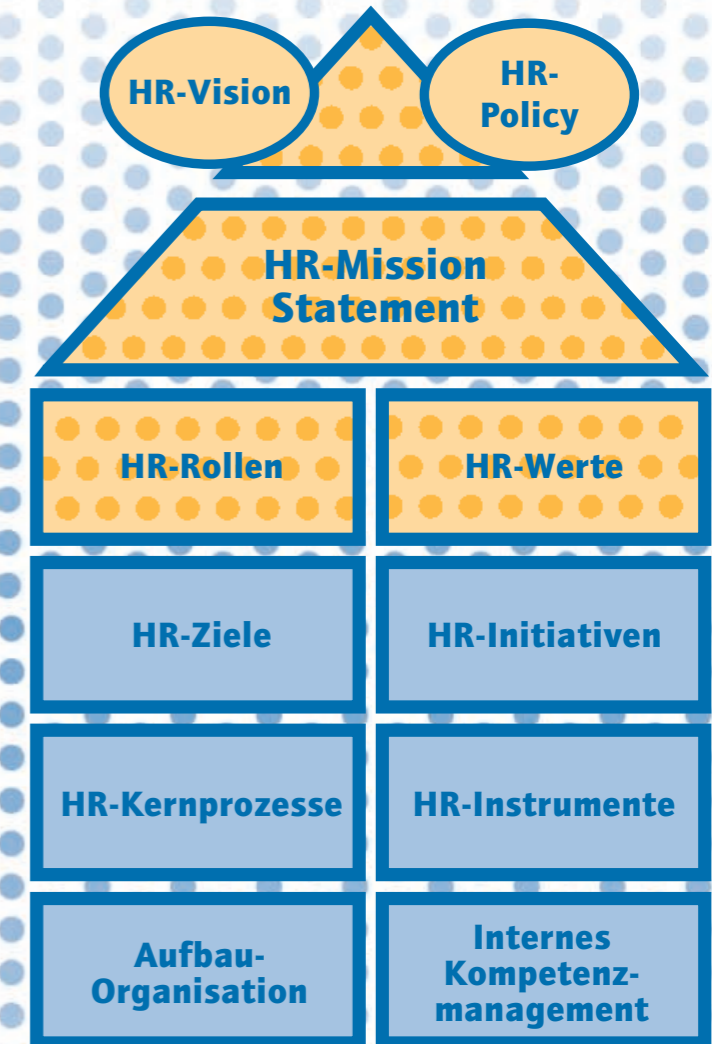 HR-Vision
HR-
Policy
HR-Mission
Statement
HR-Rollen
HR-Werte
HR-Ziele
HR-Initiativen
HR-Kernprozesse
HR-Instrumente
Aufbau-
Organisation
Internes
Kompetenz-
management